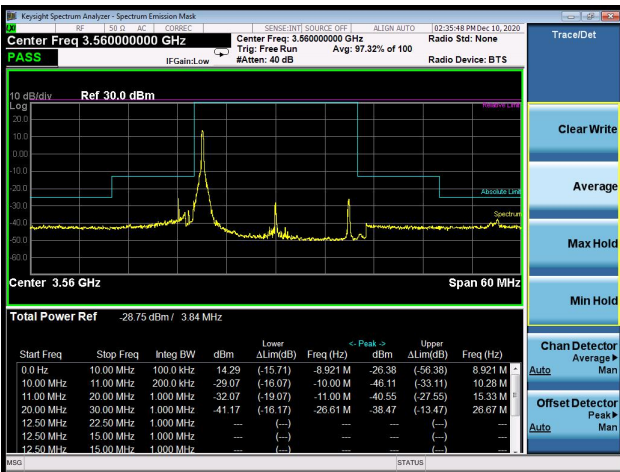 Keysight Spectrum Analyzer - Spectrum Emission Mask
RF 50 Ω AC CORREC SENSE:INT SOURCE OFF ALIGN AUTO 02:35:48 PM Dec 10, 2020
Center Freq 3.560000000 GHz
Center Freq: 3.560000000 GHz Radio Std: None
Trig: Free Run Avg: 97.32% of 100
PASS IFGain:Low #Atten: 40 dB Radio Device: BTS
Trace/Det
10 dB/div Ref 30.0 dBm
Log
Relative Limit
20.0
10.0
0.00
-10.0
-20.0
Absolute Limit
-30.0
Spectrum
-40.0
-50.0
-60.0
Center 3.56 GHz Span 60 MHz
Clear Write
Average
Max Hold
Min Hold
Chan Detector
Average
Auto Man
Offset Detector
Peak
Auto Man
Total Power Ref -28.75 dBm / 3.84 MHz
Lower <- Peak -> Upper
Start Freq Stop Freq Integ BW dBm ΔLim(dB) Freq (Hz) dBm ΔLim(dB) Freq (Hz)
0.0 Hz 10.00 MHz 100.0 kHz 14.29 (-15.71) -8.921 M -26.38 (-56.38) 8.921 M
10.00 MHz 11.00 MHz 200.0 kHz -29.07 (-16.07) -10.00 M -46.11 (-33.11) 10.28 M
11.00 MHz 20.00 MHz 1.000 MHz -32.07 (-19.07) -11.00 M -40.55 (-27.55) 15.33 M
20.00 MHz 30.00 MHz 1.000 MHz -41.17 (-16.17) -26.61 M -38.47 (-13.47) 26.67 M
12.50 MHz 22.50 MHz 1.000 MHz --- (---) --- --- (---) ---
12.50 MHz 15.00 MHz 1.000 MHz --- (---) --- --- (---) ---
12.50 MHz 15.00 MHz 1.000 MHz --- (---) --- --- (---) ---
MSG STATUS